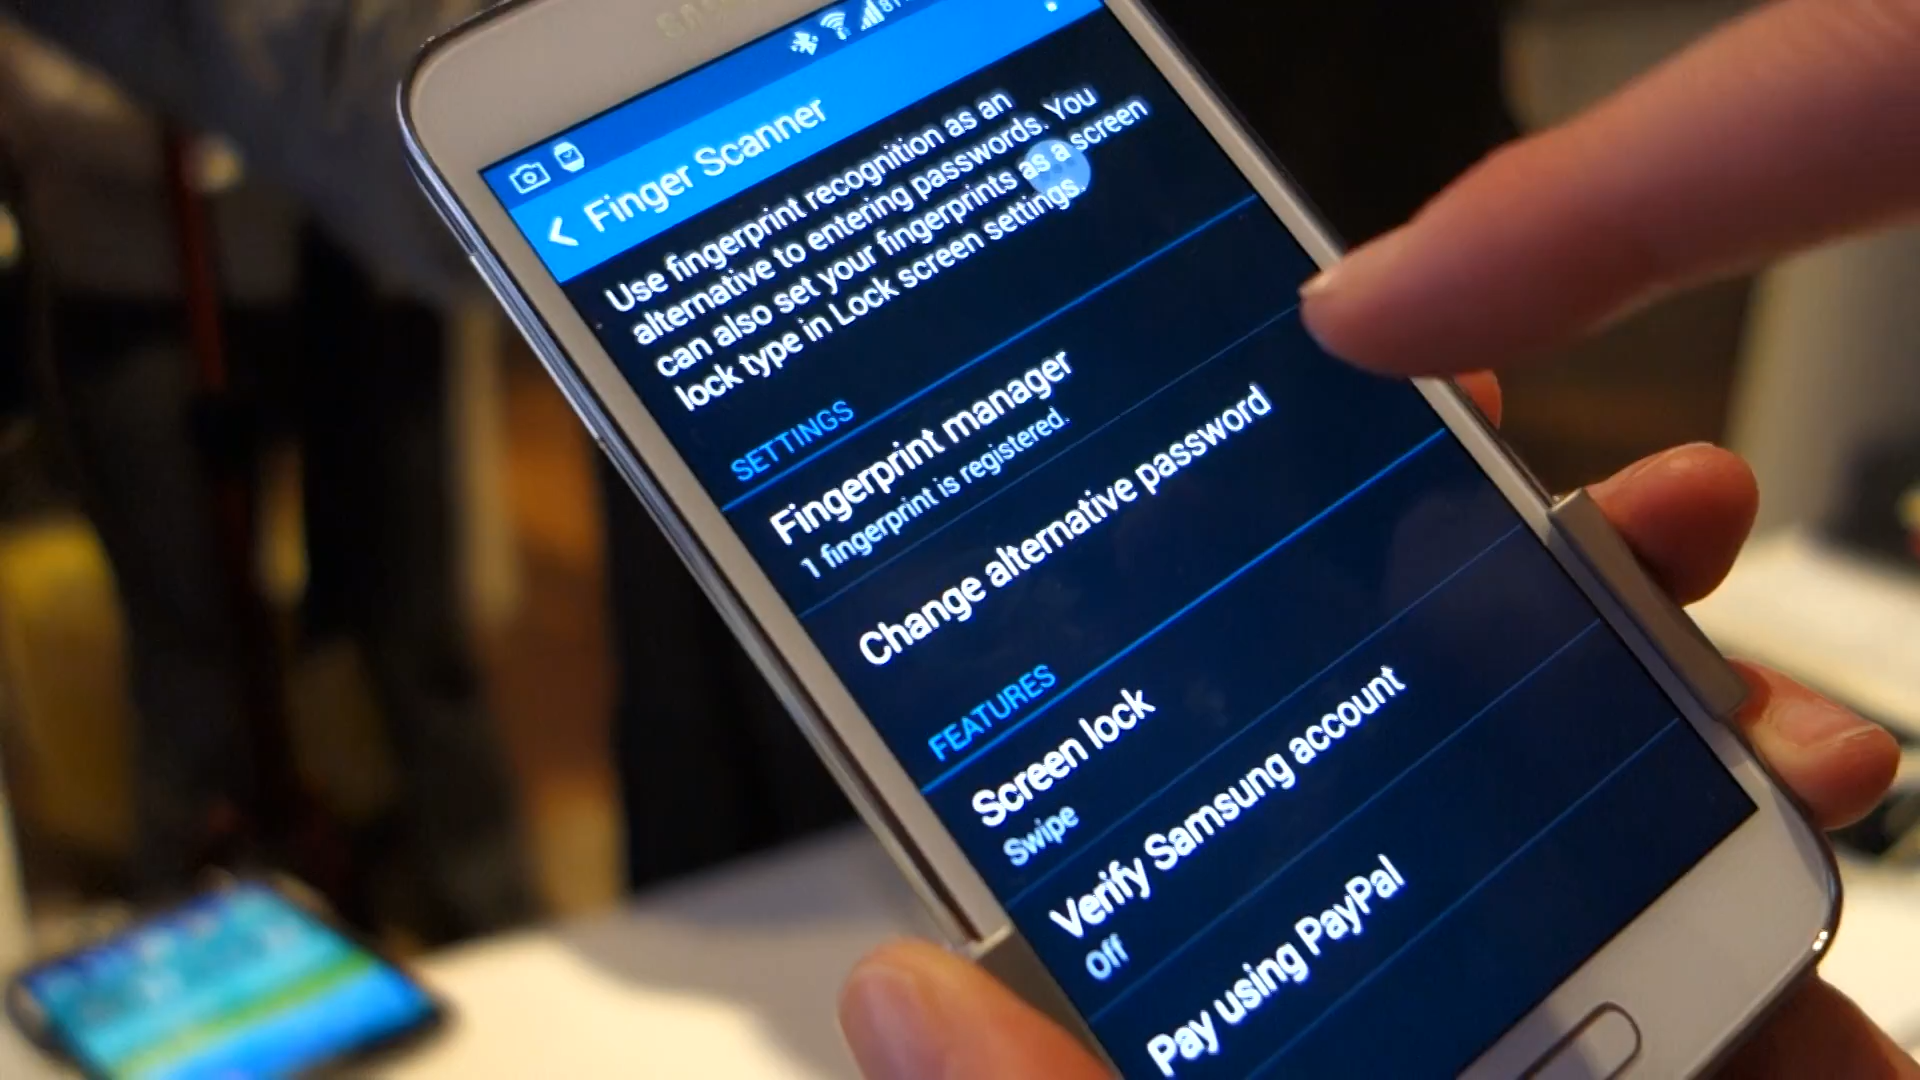 SAMSUNG
Finger Scanner
Use fingerprint recognition as an
alternative to entering passwords. You
can also set your fingerprints as a screen
lock type in Lock screen settings.
SETTINGS
Fingerprint manager
1 fingerprint is registered.
Change alternative password
FEATURES
Screen lock
Swipe
Verify Samsung account
Off
Pay using PayPal